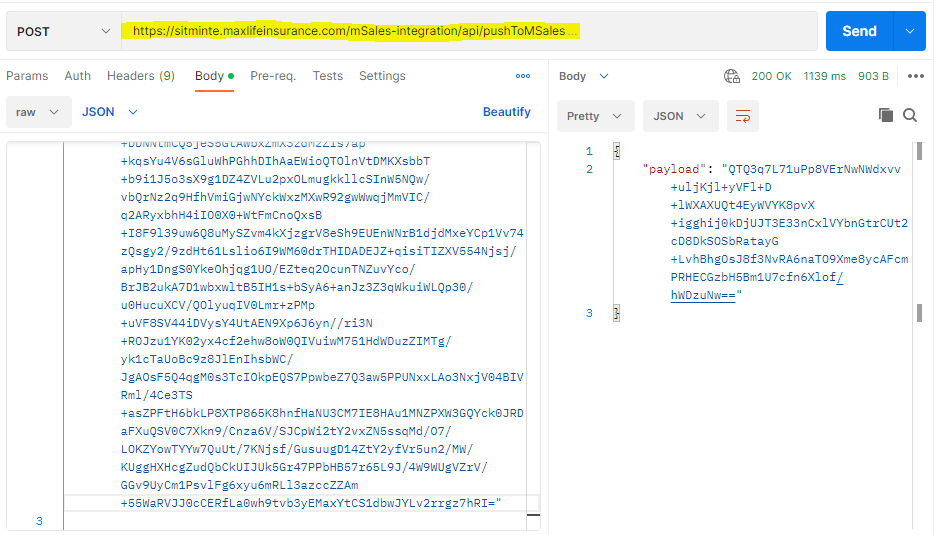 POST
https://sitminte.maxlifeinsurance.com/mSales-integration/api/pushToMSales ...
Send
Params Auth Headers (9) Body Pre-req. Tests Settings
raw JSON Beautify
+kqsYu4V6sGluWhPGhhDIhAaEWioQTOlnVtDMKXsbbT
+b9i1J5o3sX9g1DZ4ZVLu2pxOLmugkkllcSInW5NQw/
vbQrNz2q9HfhVmiGjwNYckWxzMXwR92gwWwqjMmVIC/
q2ARyxbhH4iIO0X0+WtFmCnoQxsB
+I8F9l39uw6Q8uMySZvm4kXjzgrV8eSh9EUEnWNrB1djdMxeYCp1Vv74
zQsgy2/9zdHt61Lslio6I9WM60drTHIDADEJZ+qisiTIZXV554Njsj/
apHy1DngS0YkeOhjqg1UO/EZteq2OcunTNZuvYco/
BrJB2ukA7D1wbxwltB5IH1s+bSyA6+anJz3Z3qWkuiWLQp30/
u0HucuXCV/QOlyuqIV0Lmr+zPMp
+uVF8SV44iDVysY4UtAEN9Xp6J6yn//ri3N
+ROJzu1YK02yx4cf2ehw8oW0QIVuiwM751HdWDuzZIMTg/
yk1cTaUoBc9z8JlEnIhsbWC/
JgAOsF5Q4qgM0s3TcIOkpEQS7PpwbeZ7Q3aw5PPUNxxLAo3NxjV04BIV
Rml/4Ce3TS
+asZPFtH6bkLP8XTP865K8hnfHaNU3CM7IE8HAu1MNZPXW3GQYck0JRD
aFXuQSV0C7Xkn9/Cnza6V/SJCpWi2tY2vxZN5ssqMd/O7/
LOKZYowTYYw7QuUt/7KNjsf/GusuugD14ZtY2yfVr5un2/MW/
KUggHXHcgZudQbCkUIJUk5Gr47PPbHB57r65L9J/4W9WUgVZrV/
GGv9UyCm1PsvlFg6xyu6mRLl3azccZZAm
+55WaRVJJ0cCERfLa0wh9tvb3yEMaxYtCS1dbwJYLv2rrgz7hRI="
3
Body 200 OK 1139 ms 903 B
Pretty JSON
1 {
2 "payload": "QTQ3q7L71uPp8VErNwNWdxvv
+uljKjl+yVFl+D
+lWXAXUQt4EyWVYK8pvX
+igghij0kDjUJT3E33nCxlVYbnGtrCUt2
cD8DkSOSbRatayG
+LvhBhgOsJ8f3NvRA6naTO9Xme8ycAFcm
PRHECGzbH5Bm1U7cfn6Xlof/
hWDzuNw=="
3 }